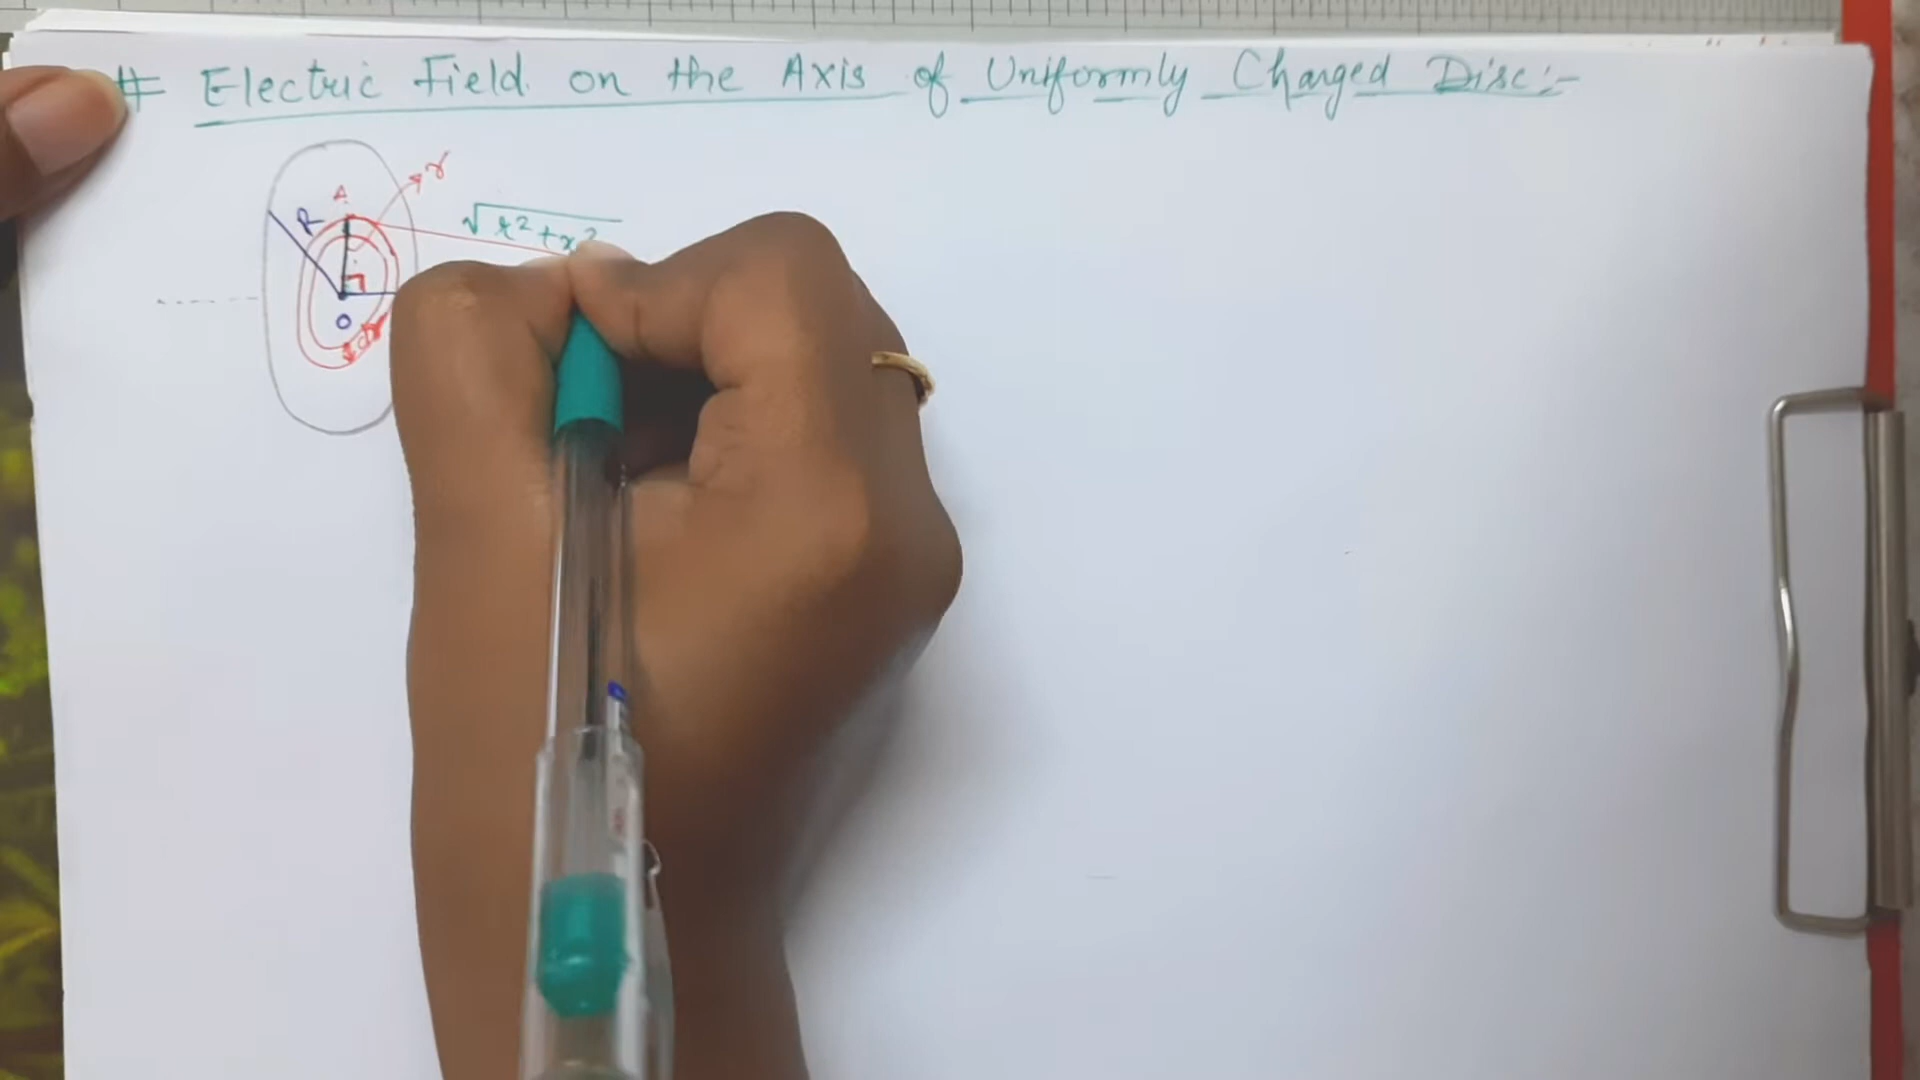 # Electric Field on the Axis of Uniformly Charged Disc:-
r
A
R
√r²+x²
O
dr